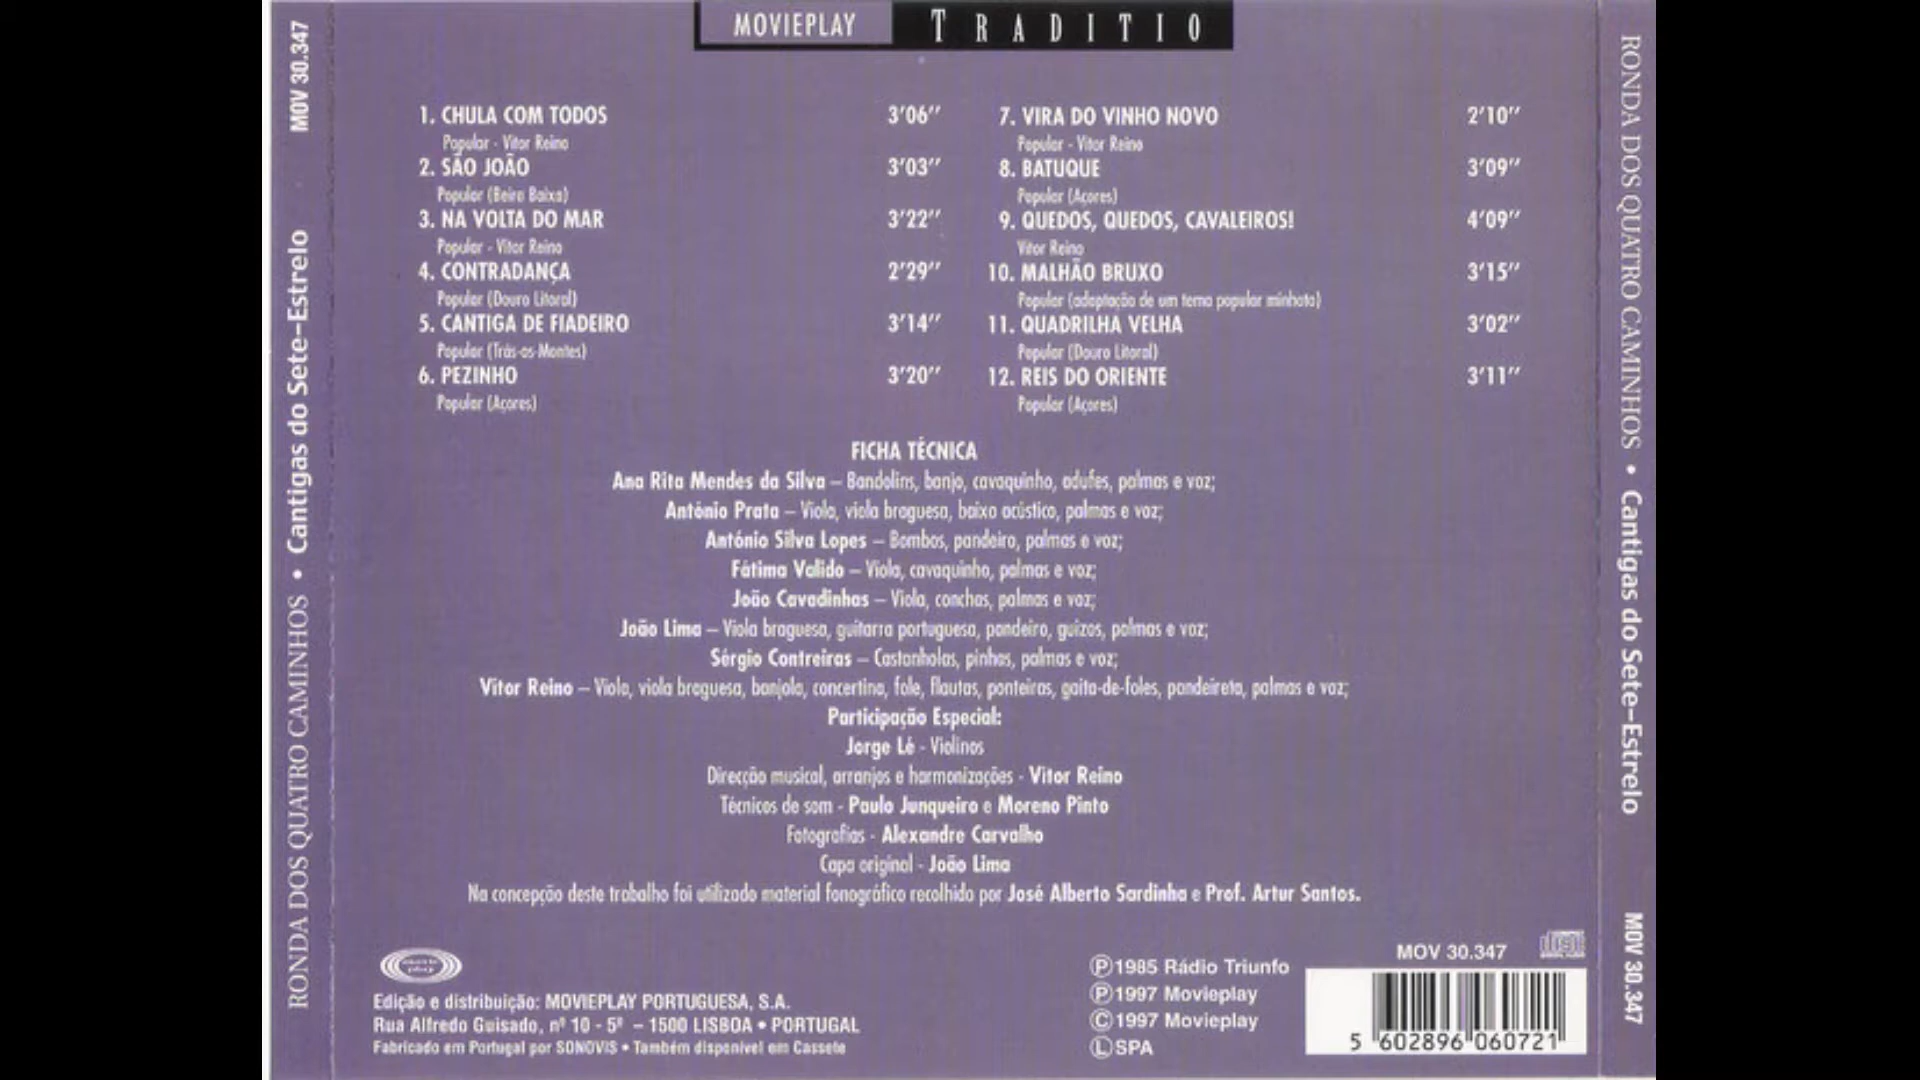 MOVIEPLAY TRADITIO
MOV 30.347
RONDA DOS QUATRO CAMINHOS • Cantigas do Sete-Estrelo
1. CHULA COM TODOS 3'06''
Popular - Vitor Reino
2. SÃO JOÃO 3'03''
Popular (Beira Baixa)
3. NA VOLTA DO MAR 3'22''
Popular - Vitor Reino
4. CONTRADANÇA 2'29''
Popular (Douro Litoral)
5. CANTIGA DE FIADEIRO 3'14''
Popular (Trás-os-Montes)
6. PEZINHO 3'20''
Popular (Açores)
7. VIRA DO VINHO NOVO 2'10''
Popular - Vitor Reino
8. BATUQUE 3'09''
Popular (Açores)
9. QUEDOS, QUEDOS, CAVALEIROS! 4'09''
Vitor Reino
10. MALHÃO BRUXO 3'15''
Popular (adaptação de um tema popular minhoto)
11. QUADRILHA VELHA 3'02''
Popular (Douro Litoral)
12. REIS DO ORIENTE 3'11''
Popular (Açores)
FICHA TÉCNICA
Ana Rita Mendes da Silva – Bandolins, banjo, cavaquinho, adufes, palmas e voz;
António Prata – Viola, viola braguesa, baixo acústico, palmas e voz;
António Silva Lopes – Bombos, pandeiro, palmas e voz;
Fátima Valido – Viola, cavaquinho, palmas e voz;
João Cavadinhas – Viola, conchas, palmas e voz;
João Lima – Viola braguesa, guitarra portuguesa, pandeiro, guizos, palmas e voz;
Sérgio Contreiras – Castanholas, pinhas, palmas e voz;
Vitor Reino – Viola, viola braguesa, banjola, concertina, fole, flautas, ponteiras, gaita-de-foles, pandeireta, palmas e voz;
Participação Especial:
Jorge Lé - Violinos
Direcção musical, arranjos e harmonizações - Vitor Reino
Técnicos de som - Paulo Junqueiro e Moreno Pinto
Fotografias - Alexandre Carvalho
Capa original - João Lima
Na concepção deste trabalho foi utilizado material fonográfico recolhido por José Alberto Sardinha e Prof. Artur Santos.
movie play
Edição e distribuição: MOVIEPLAY PORTUGUESA, S.A.
Rua Alfredo Guisado, nº 10 - 5º – 1500 LISBOA • PORTUGAL
Fabricado em Portugal por SONOVIS • Também disponível em Cassete
Ⓟ1985 Rádio Triunfo
Ⓟ1997 Movieplay
Ⓒ1997 Movieplay
ⓁSPA
MOV 30.347
disc
5 602896 060721
RONDA DOS QUATRO CAMINHOS • Cantigas do Sete-Estrelo
MOV 30.347